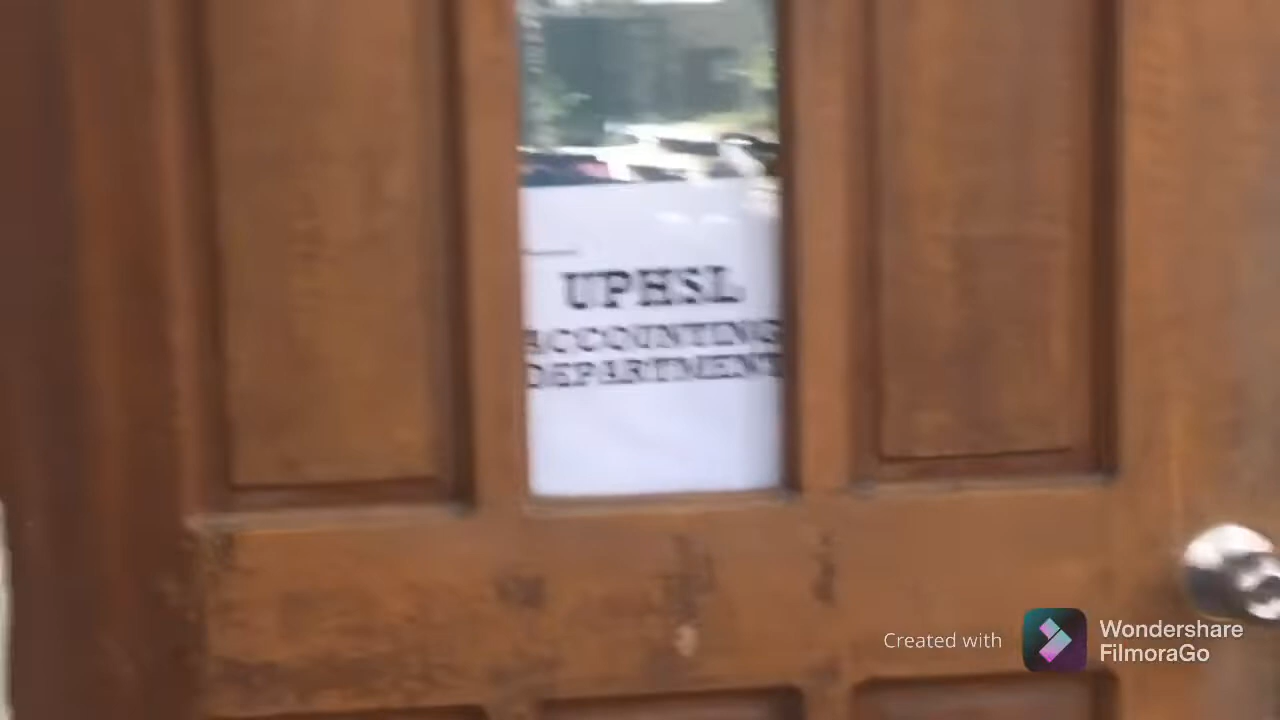 UPHSL
ACCOUNTING
DEPARTMENT
Created with
Wondershare
FilmoraGo